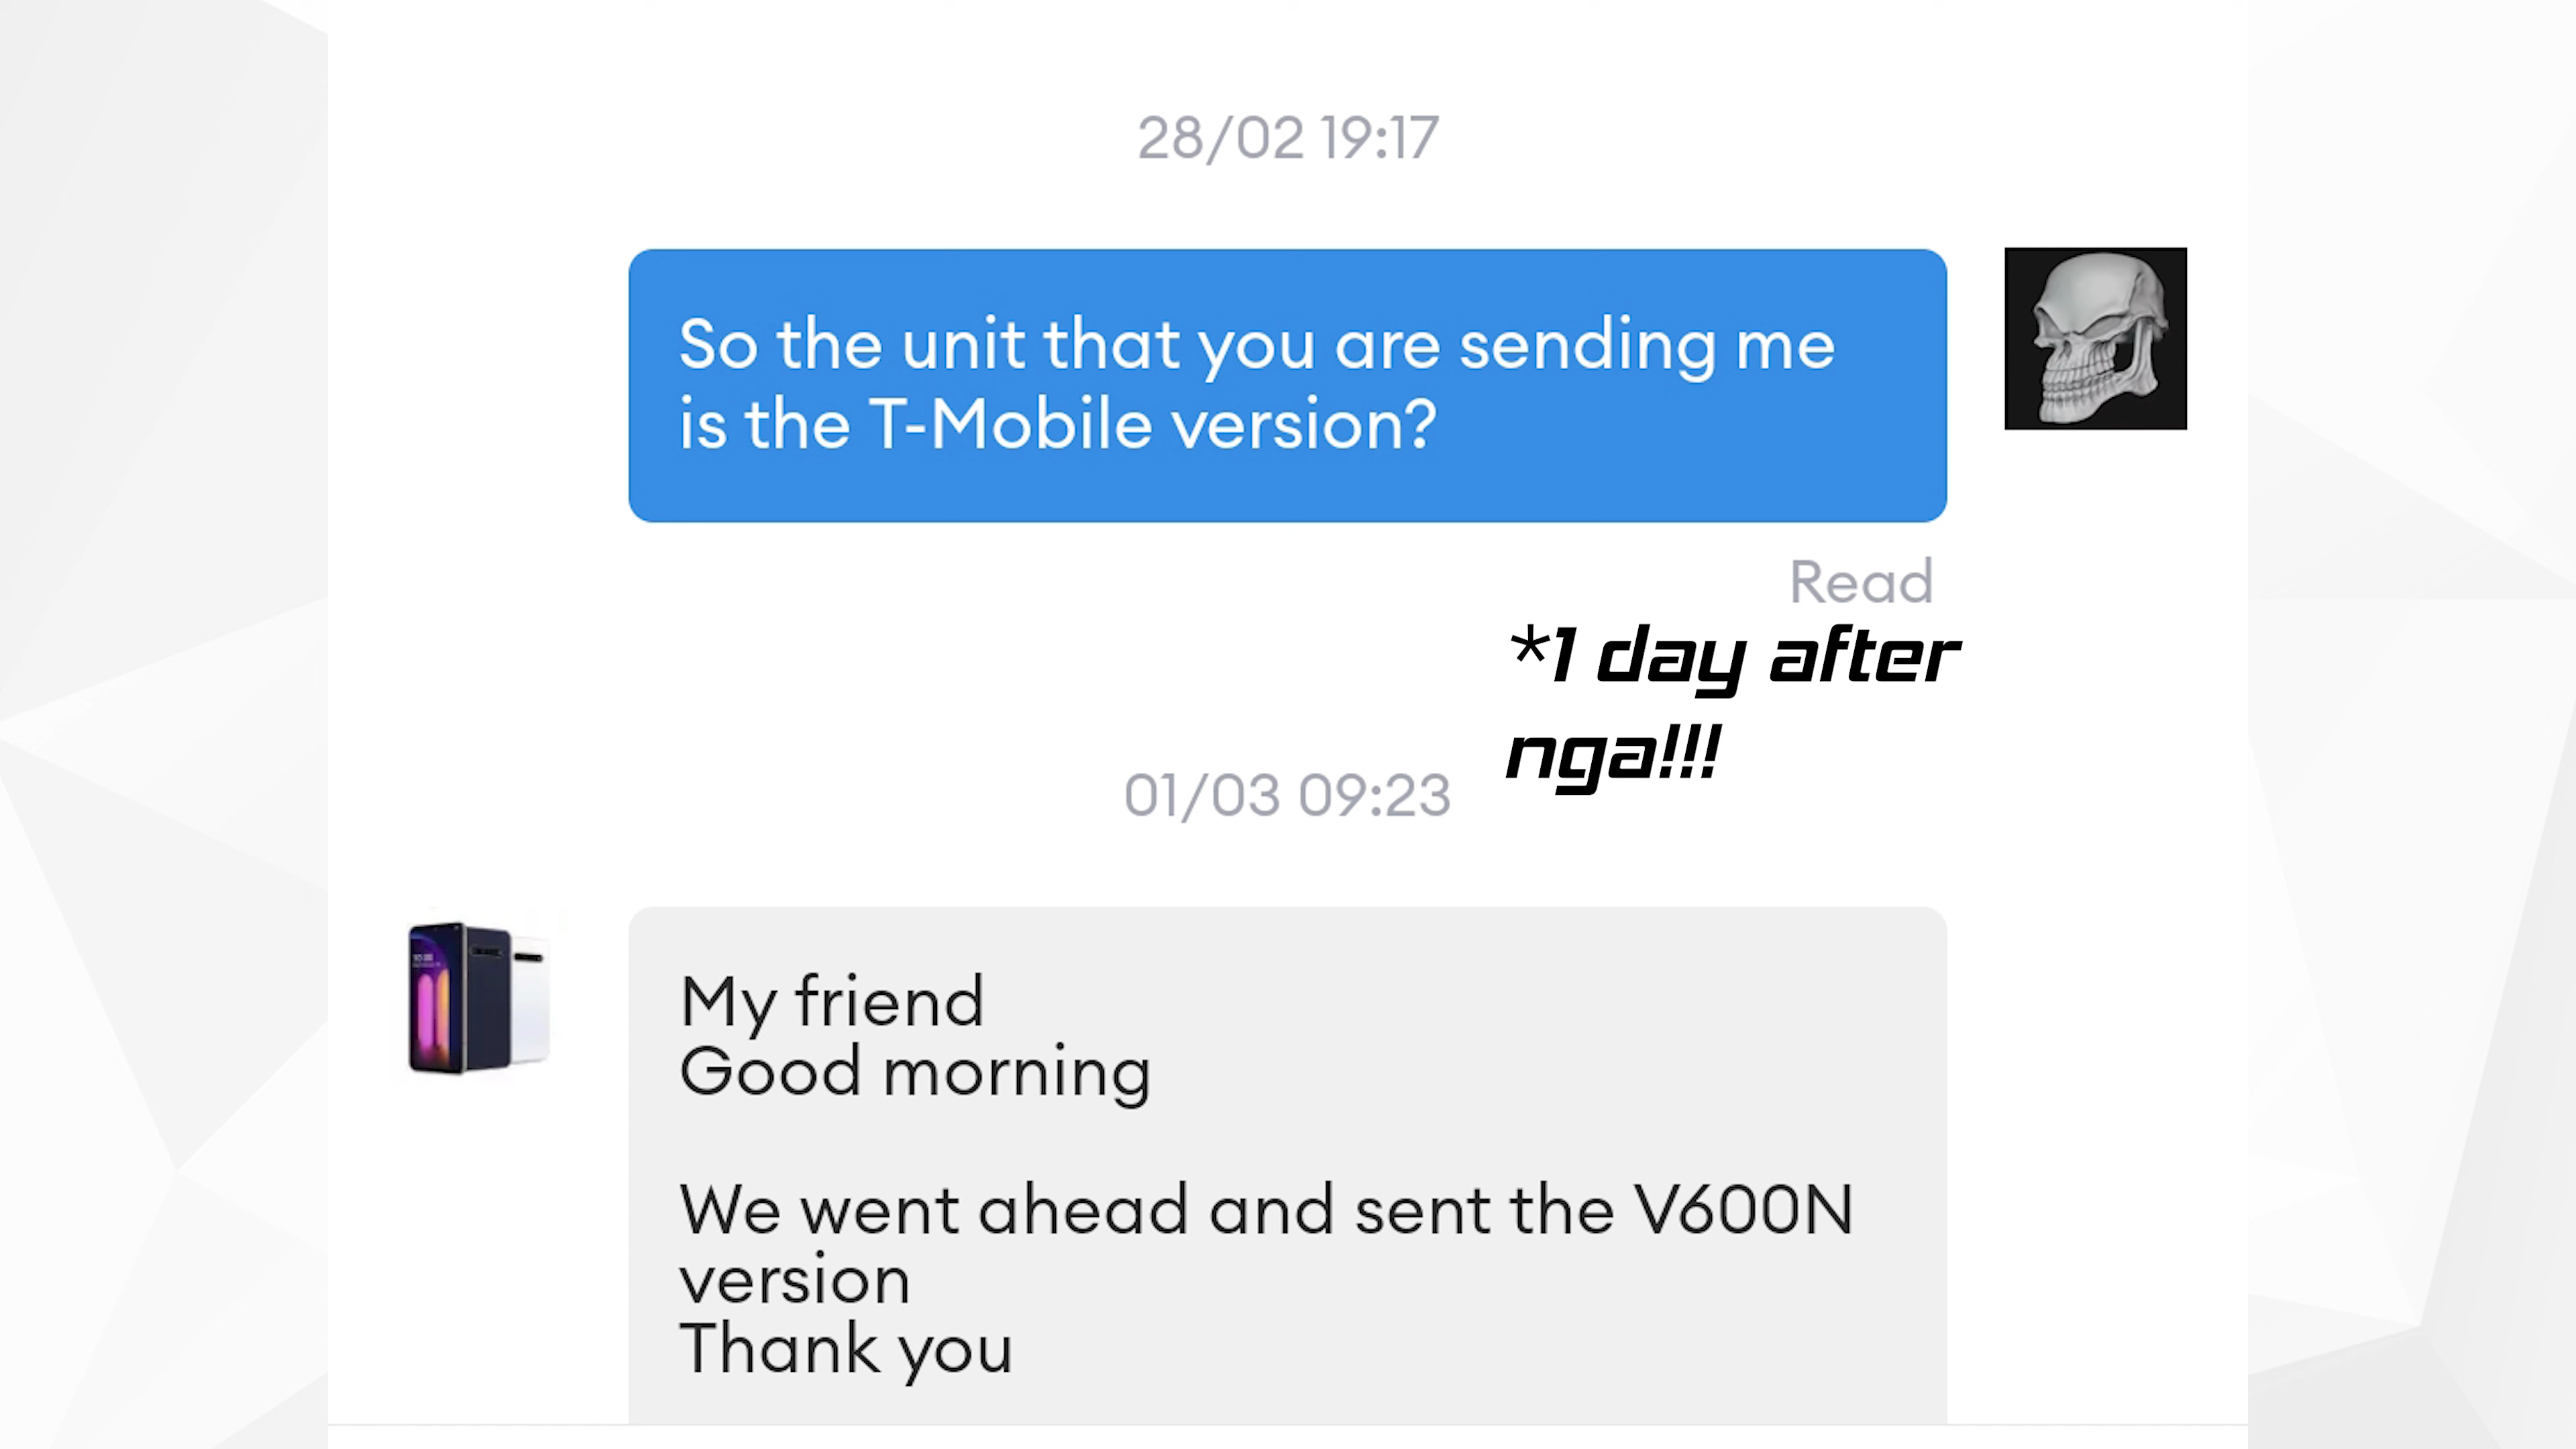 28/02 19:17
So the unit that you are sending me
is the T-Mobile version?
Read
*1 day after
nga!!!
01/03 09:23
My friend
Good morning
We went ahead and sent the V600N
version
Thank you